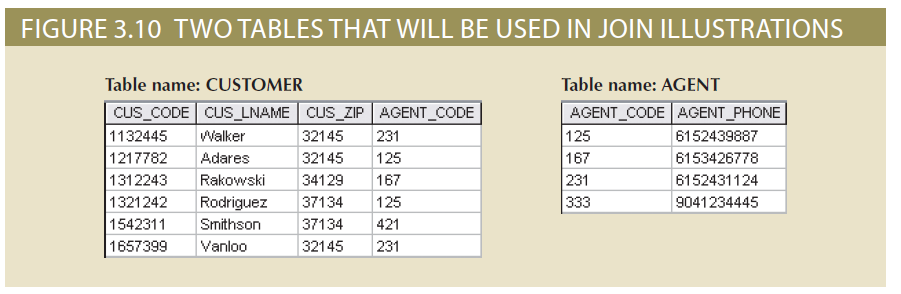 FIGURE 3.10 TWO TABLES THAT WILL BE USED IN JOIN ILLUSTRATIONS
Table name: CUSTOMER
CUS_CODE CUS_LNAME CUS_ZIP AGENT_CODE
1132445 Walker 32145 231
1217782 Adares 32145 125
1312243 Rakowski 34129 167
1321242 Rodriguez 37134 125
1542311 Smithson 37134 421
1657399 Vanloo 32145 231
Table name: AGENT
AGENT_CODE AGENT_PHONE
125 6152439887
167 6153426778
231 6152431124
333 9041234445